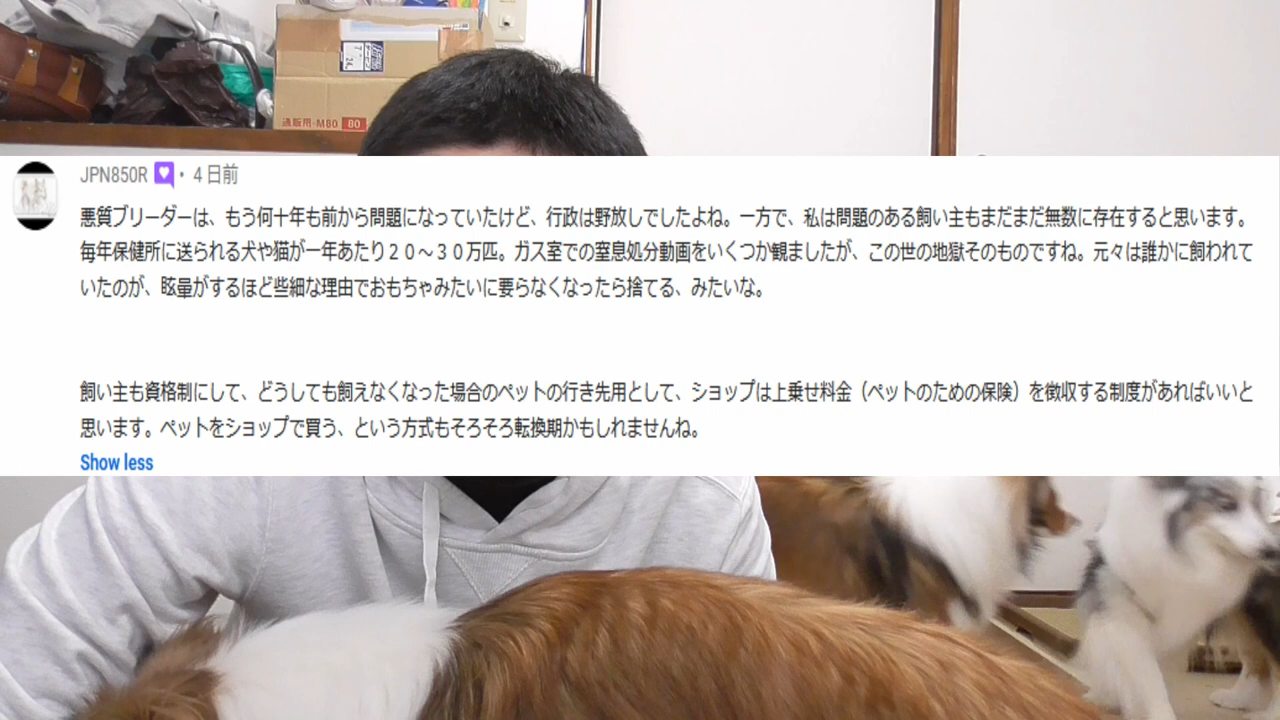 通販用-M80 80
JPN850R • 4 日前
悪質ブリーダーは、もう何十年も前から問題になっていたけど、行政は野放しでしたよね。一方で、私は問題のある飼い主もまだまだ無数に存在すると思います。
毎年保健所に送られる犬や猫が一年あたり２０～３０万匹。ガス室での窒息処分動画をいくつか観ましたが、この世の地獄そのものですね。元々は誰かに飼われて
いたのが、眩暈がするほど些細な理由でおもちゃみたいに要らなくなったら捨てる、みたいな。
飼い主も資格制にして、どうしても飼えなくなった場合のペットの行き先用として、ショップは上乗せ料金（ペットのための保険）を徴収する制度があればいいと
思います。ペットをショップで買う、という方式もそろそろ転換期かもしれませんね。
Show less